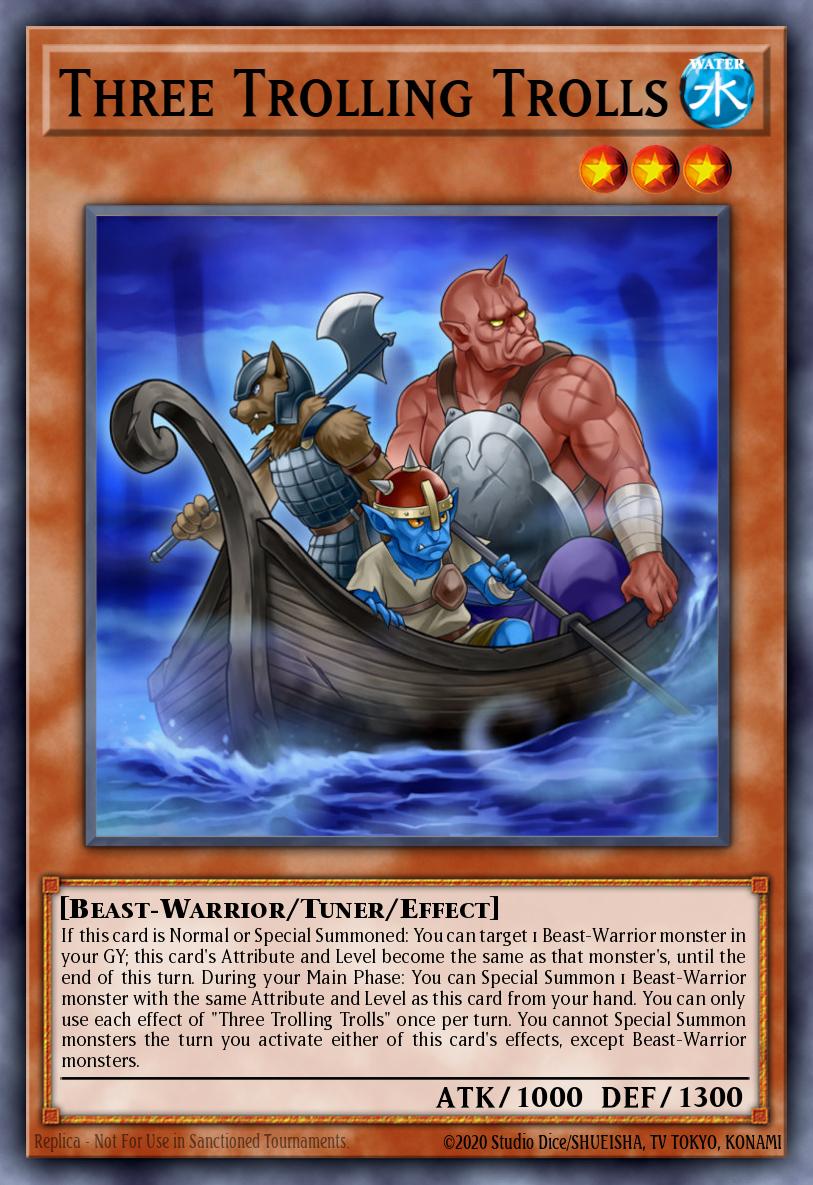 THREE TROLLING TROLLS
WATER
水
[BEAST-WARRIOR/TUNER/EFFECT]
If this card is Normal or Special Summoned: You can target 1 Beast-Warrior monster in
your GY; this card's Attribute and Level become the same as that monster's, until the
end of this turn. During your Main Phase: You can Special Summon 1 Beast-Warrior
monster with the same Attribute and Level as this card from your hand. You can only
use each effect of "Three Trolling Trolls" once per turn. You cannot Special Summon
monsters the turn you activate either of this card's effects, except Beast-Warrior
monsters.
ATK/1000 DEF/1300
Replica - Not For Use in Sanctioned Tournaments.
©2020 Studio Dice/SHUEISHA, TV TOKYO, KONAMI